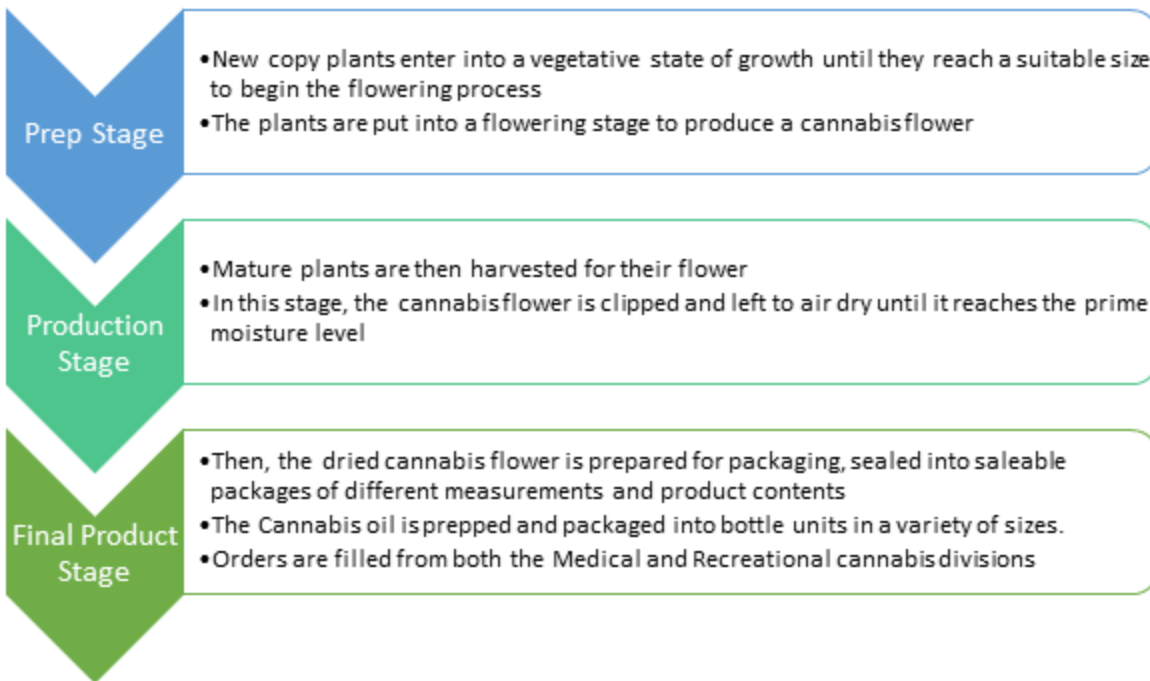 Prep Stage
•New copy plants enter into a vegetative state of growth until they reach a suitable size
to begin the flowering process
•The plants are put into a flowering stage to produce a cannabis flower
Production
Stage
•Mature plants are then harvested for their flower
•In this stage, the cannabis flower is clipped and left to air dry until it reaches the prime
moisture level
Final Product
Stage
•Then, the dried cannabis flower is prepared for packaging, sealed into saleable
packages of different measurements and product contents
•The Cannabis oil is prepped and packaged into bottle units in a variety of sizes.
•Orders are filled from both the Medical and Recreational cannabis divisions